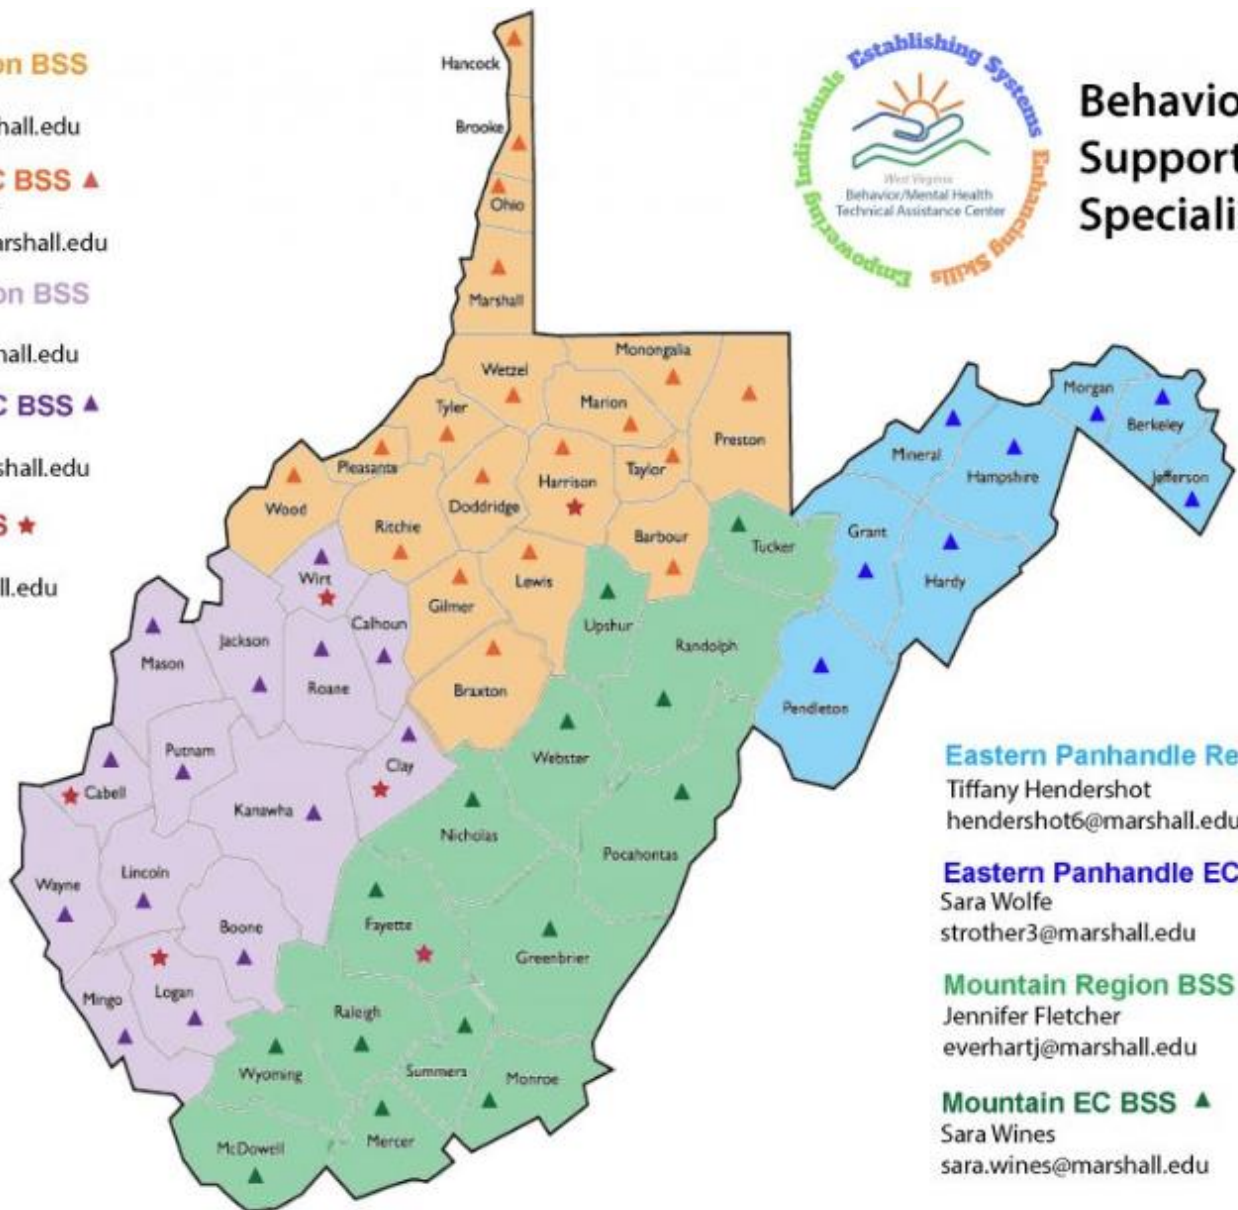 on BSS
hall.edu
C BSS
arshall.edu
on BSS
hall.edu
C BSS
shall.edu
S
ll.edu
Empowering Individuals
Establishing Systems
Enhancing Skills
West Virginia
Behavior/Mental Health
Technical Assistance Center
Behavio
Support
Speciali
Hancock
Brooke
Ohio
Marshall
Wetzel
Monongalia
Tyler
Marion
Preston
Pleasants
Wood
Doddridge
Harrison
Taylor
Ritchie
Barbour
Gilmer
Lewis
Braxton
Morgan
Berkeley
Jefferson
Mineral
Hampshire
Grant
Hardy
Pendleton
Wirt
Calhoun
Jackson
Mason
Roane
Putnam
Clay
Cabell
Kanawha
Wayne
Lincoln
Boone
Mingo
Logan
Tucker
Upshur
Randolph
Webster
Nicholas
Pocahontas
Fayette
Greenbrier
Raleigh
Wyoming
Summers
Monroe
McDowell
Mercer
Eastern Panhandle Re
Tiffany Hendershot
hendershot6@marshall.edu
Eastern Panhandle EC
Sara Wolfe
strother3@marshall.edu
Mountain Region BSS
Jennifer Fletcher
everhartj@marshall.edu
Mountain EC BSS
Sara Wines
sara.wines@marshall.edu